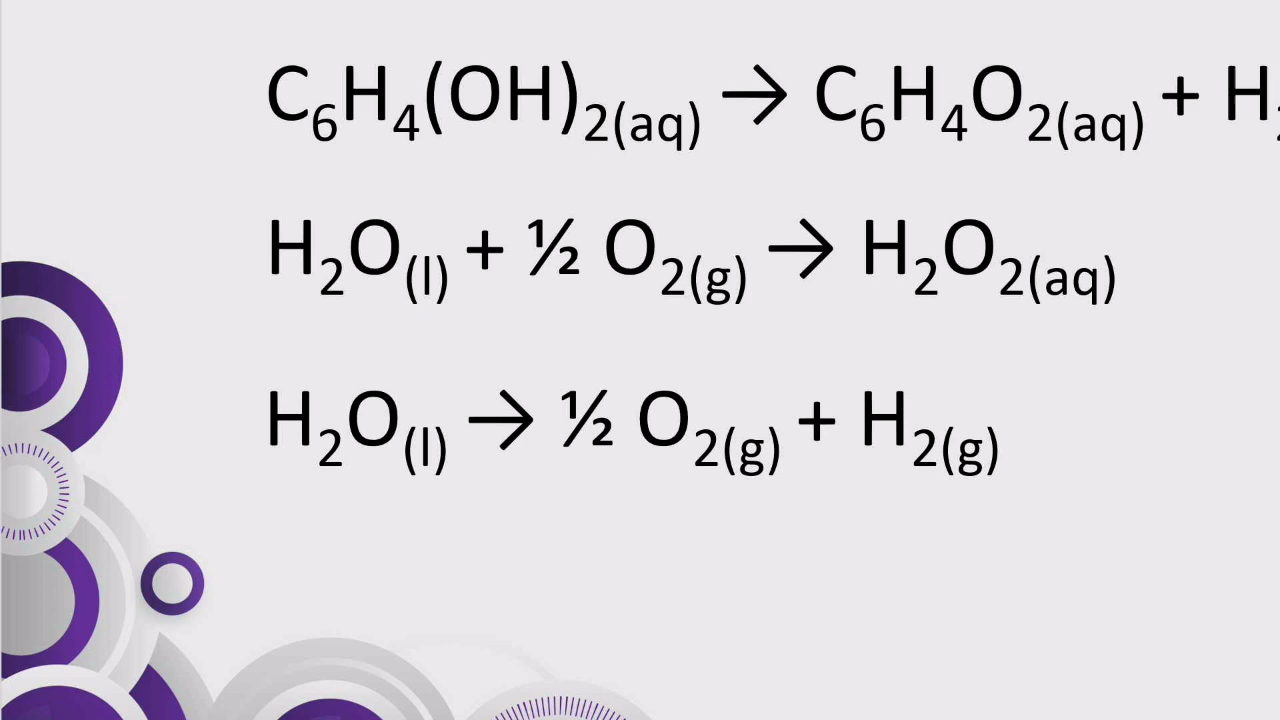 C₆H₄(OH)₂(aq) → C₆H₄O₂(aq) + H
H₂O(l) + ½ O₂(g) → H₂O₂(aq)
H₂O(l) → ½ O₂(g) + H₂(g)